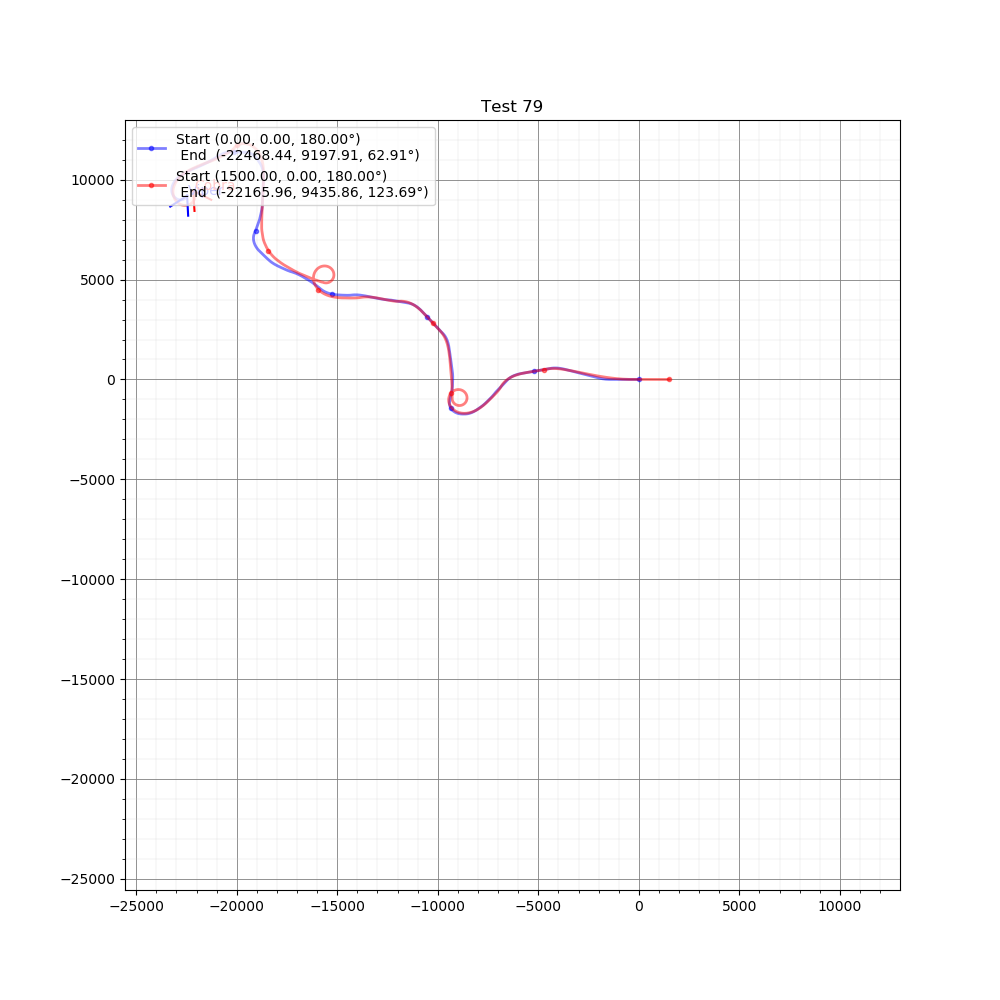 Test 79
Start (0.00, 0.00, 180.00°)
End (-22468.44, 9197.91, 62.91°)
Start (1500.00, 0.00, 180.00°)
End (-22165.96, 9435.86, 123.69°)
10000
5000
0
−5000
−10000
−15000
−20000
−25000
−25000 −20000 −15000 −10000 −5000 0 5000 10000